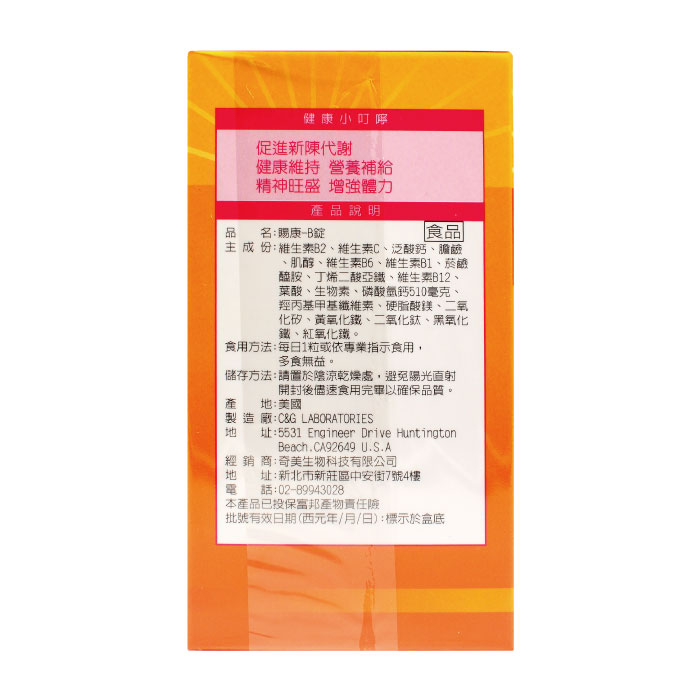 健康小叮嚀
促進新陳代謝
健康維持 營養補給
精神旺盛 增強體力
產品說明
食品
品名:賜康-B錠
主成份:維生素B2、維生素C、泛酸鈣、膽鹼
、肌醇、維生素B6、維生素B1、菸鹼
醯胺、丁烯二酸亞鐵、維生素B12、
葉酸、生物素、磷酸氫鈣510毫克、
羥丙基甲基纖維素、硬脂酸鎂、二氧
化矽、黃氧化鐵、二氧化鈦、黑氧化
鐵、紅氧化鐵。
食用方法:每日1粒或依專業指示食用，
多食無益。
儲存方法:請置於陰涼乾燥處，避免陽光直射
開封後儘速食用完畢以確保品質。
產地:美國
製造廠:C&G LABORATORIES
地址:5531 Engineer Drive Huntington
Beach.CA92649 U.S.A
經銷商:奇美生物科技有限公司
地址:新北市新莊區中安街7號4樓
電話:02-89943028
本產品已投保富邦產物責任險
批號有效日期(西元年/月/日):標示於盒底